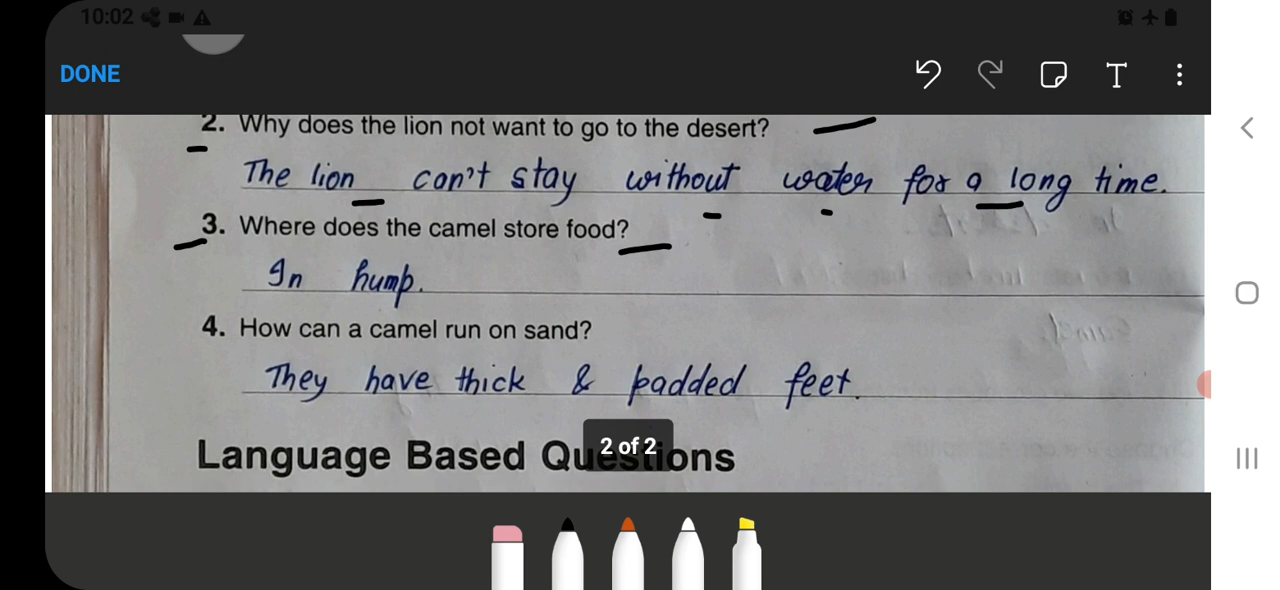 10:02
DONE
T
2. Why does the lion not want to go to the desert?
The lion can't stay without water for a long time.
3. Where does the camel store food?
In hump.
4. How can a camel run on sand?
They have thick & padded feet.
2 of 2
Language Based Questions